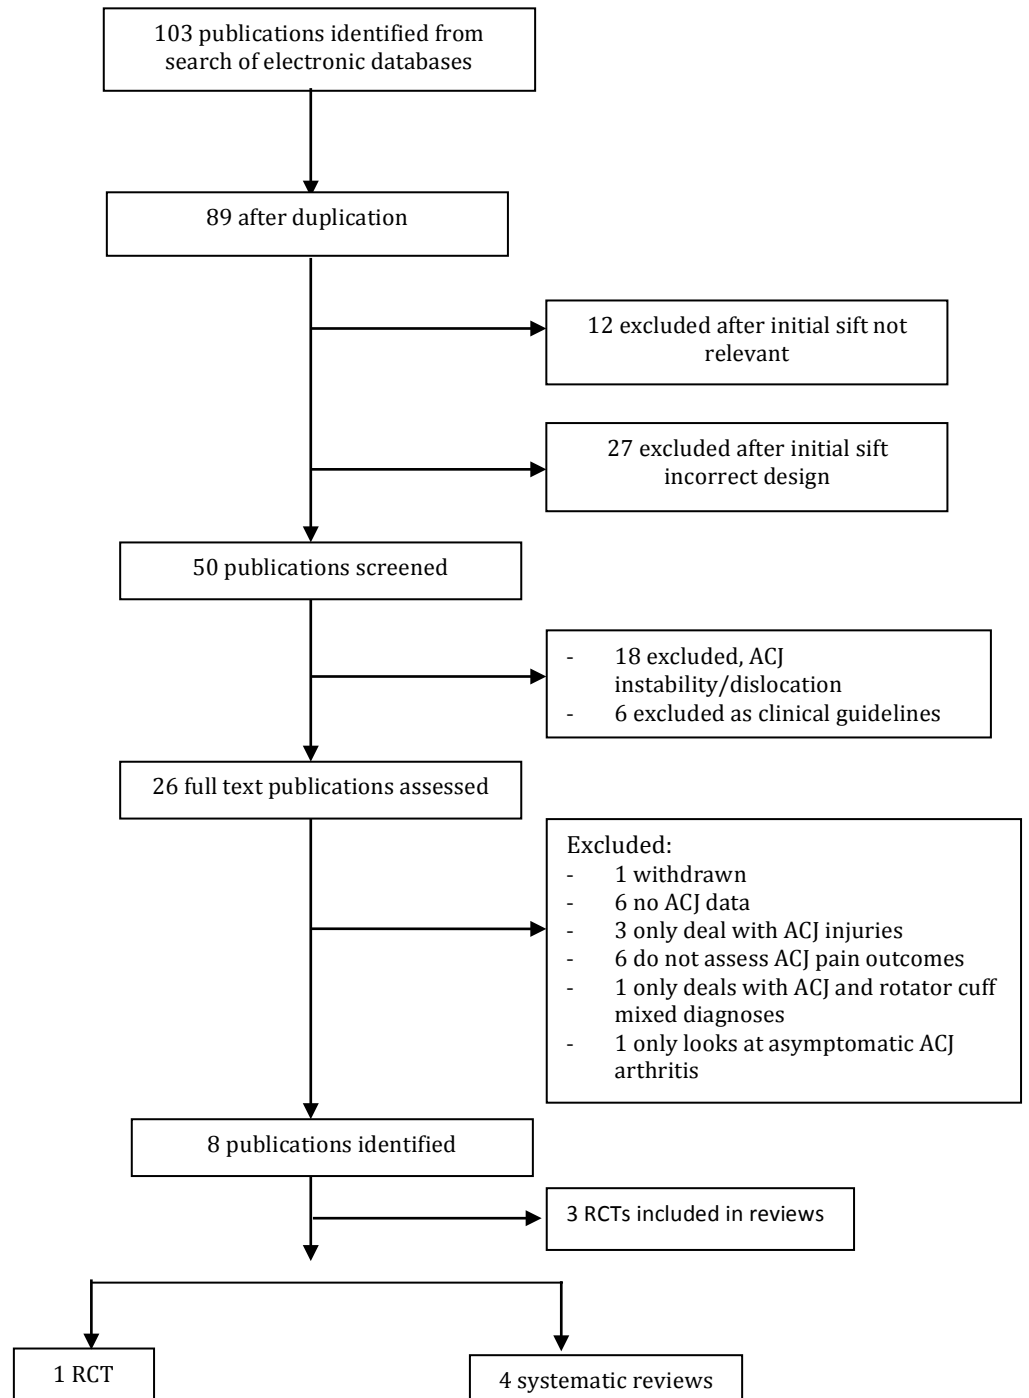 103 publications identified from
search of electronic databases
89 after duplication
12 excluded after initial sift not
relevant
27 excluded after initial sift
incorrect design
50 publications screened
- 18 excluded, ACJ
instability/dislocation
- 6 excluded as clinical guidelines
26 full text publications assessed
Excluded:
- 1 withdrawn
- 6 no ACJ data
- 3 only deal with ACJ injuries
- 6 do not assess ACJ pain outcomes
- 1 only deals with ACJ and rotator cuff
mixed diagnoses
- 1 only looks at asymptomatic ACJ
arthritis
8 publications identified
3 RCTs included in reviews
1 RCT
4 systematic reviews